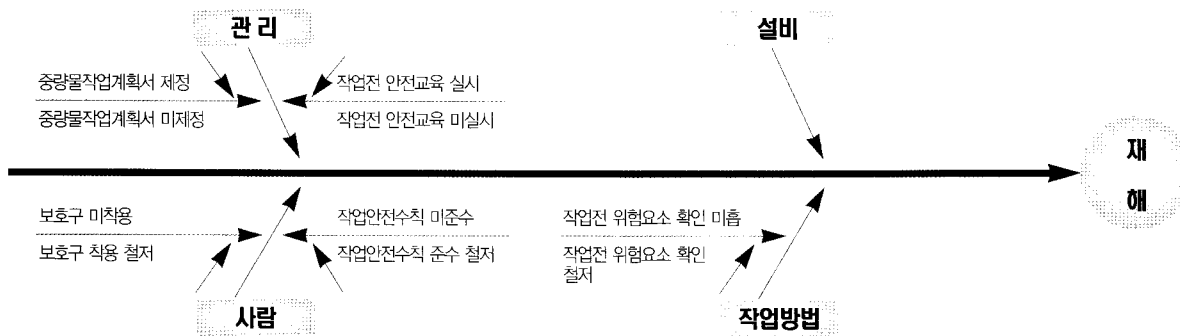 관 리
설비
중량물작업계획서 제정
작업전 안전교육 실시
중량물작업계획서 미제정
작업전 안전교육 미실시
재
해
보호구 미착용
작업안전수칙 미준수
작업전 위험요소 확인 미흡
보호구 착용 철저
작업안전수칙 준수 철저
작업전 위험요소 확인
철저
사람
작업방법